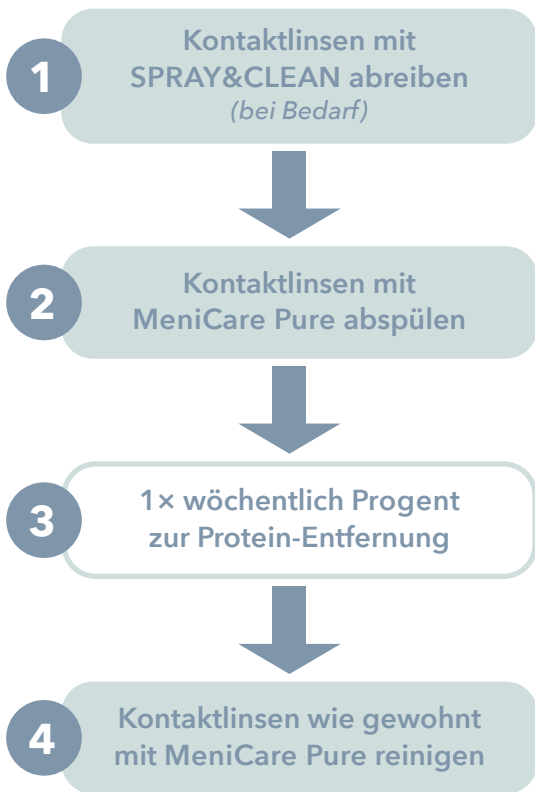 1
Kontaktlinsen mit
SPRAY&CLEAN abreiben
(bei Bedarf)
2
Kontaktlinsen mit
MeniCare Pure abspülen
3
1× wöchentlich Progent
zur Protein-Entfernung
4
Kontaktlinsen wie gewohnt
mit MeniCare Pure reinigen